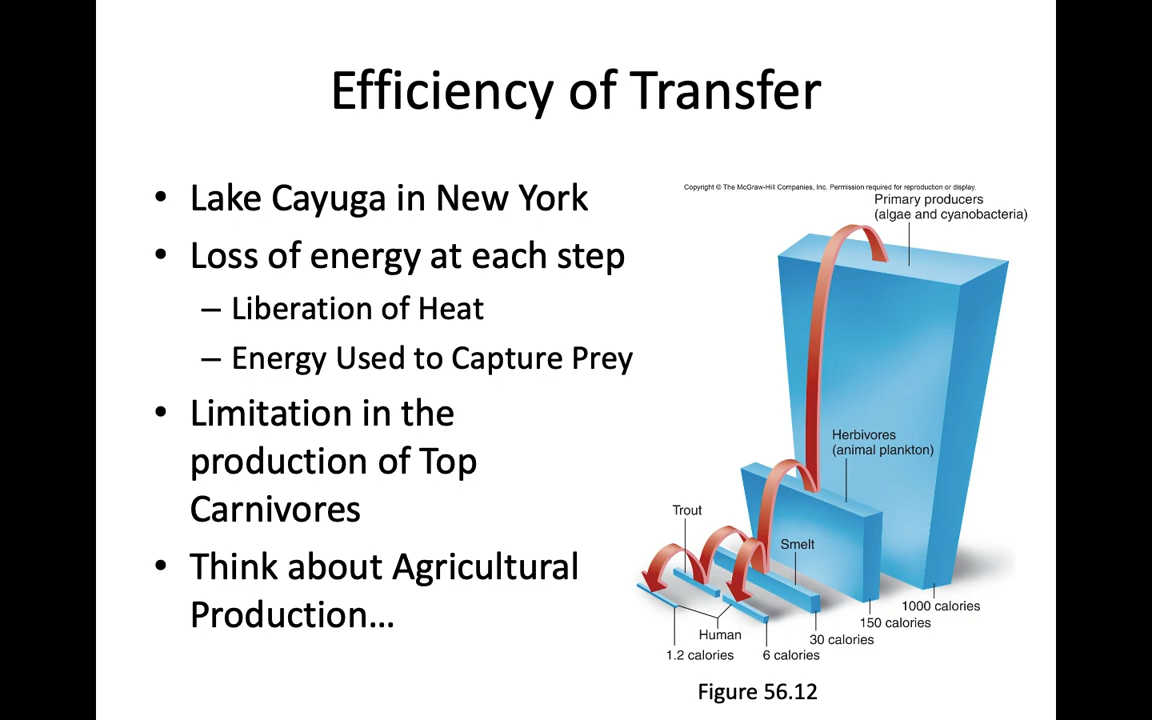 Efficiency of Transfer
• Lake Cayuga in New York
• Loss of energy at each step
– Liberation of Heat
– Energy Used to Capture Prey
• Limitation in the
production of Top
Carnivores
• Think about Agricultural
Production…
Copyright © The McGraw-Hill Companies, Inc. Permission required for reproduction or display.
Primary producers
(algae and cyanobacteria)
Herbivores
(animal plankton)
Trout
Smelt
Human
1000 calories
150 calories
30 calories
6 calories
1.2 calories
Figure 56.12